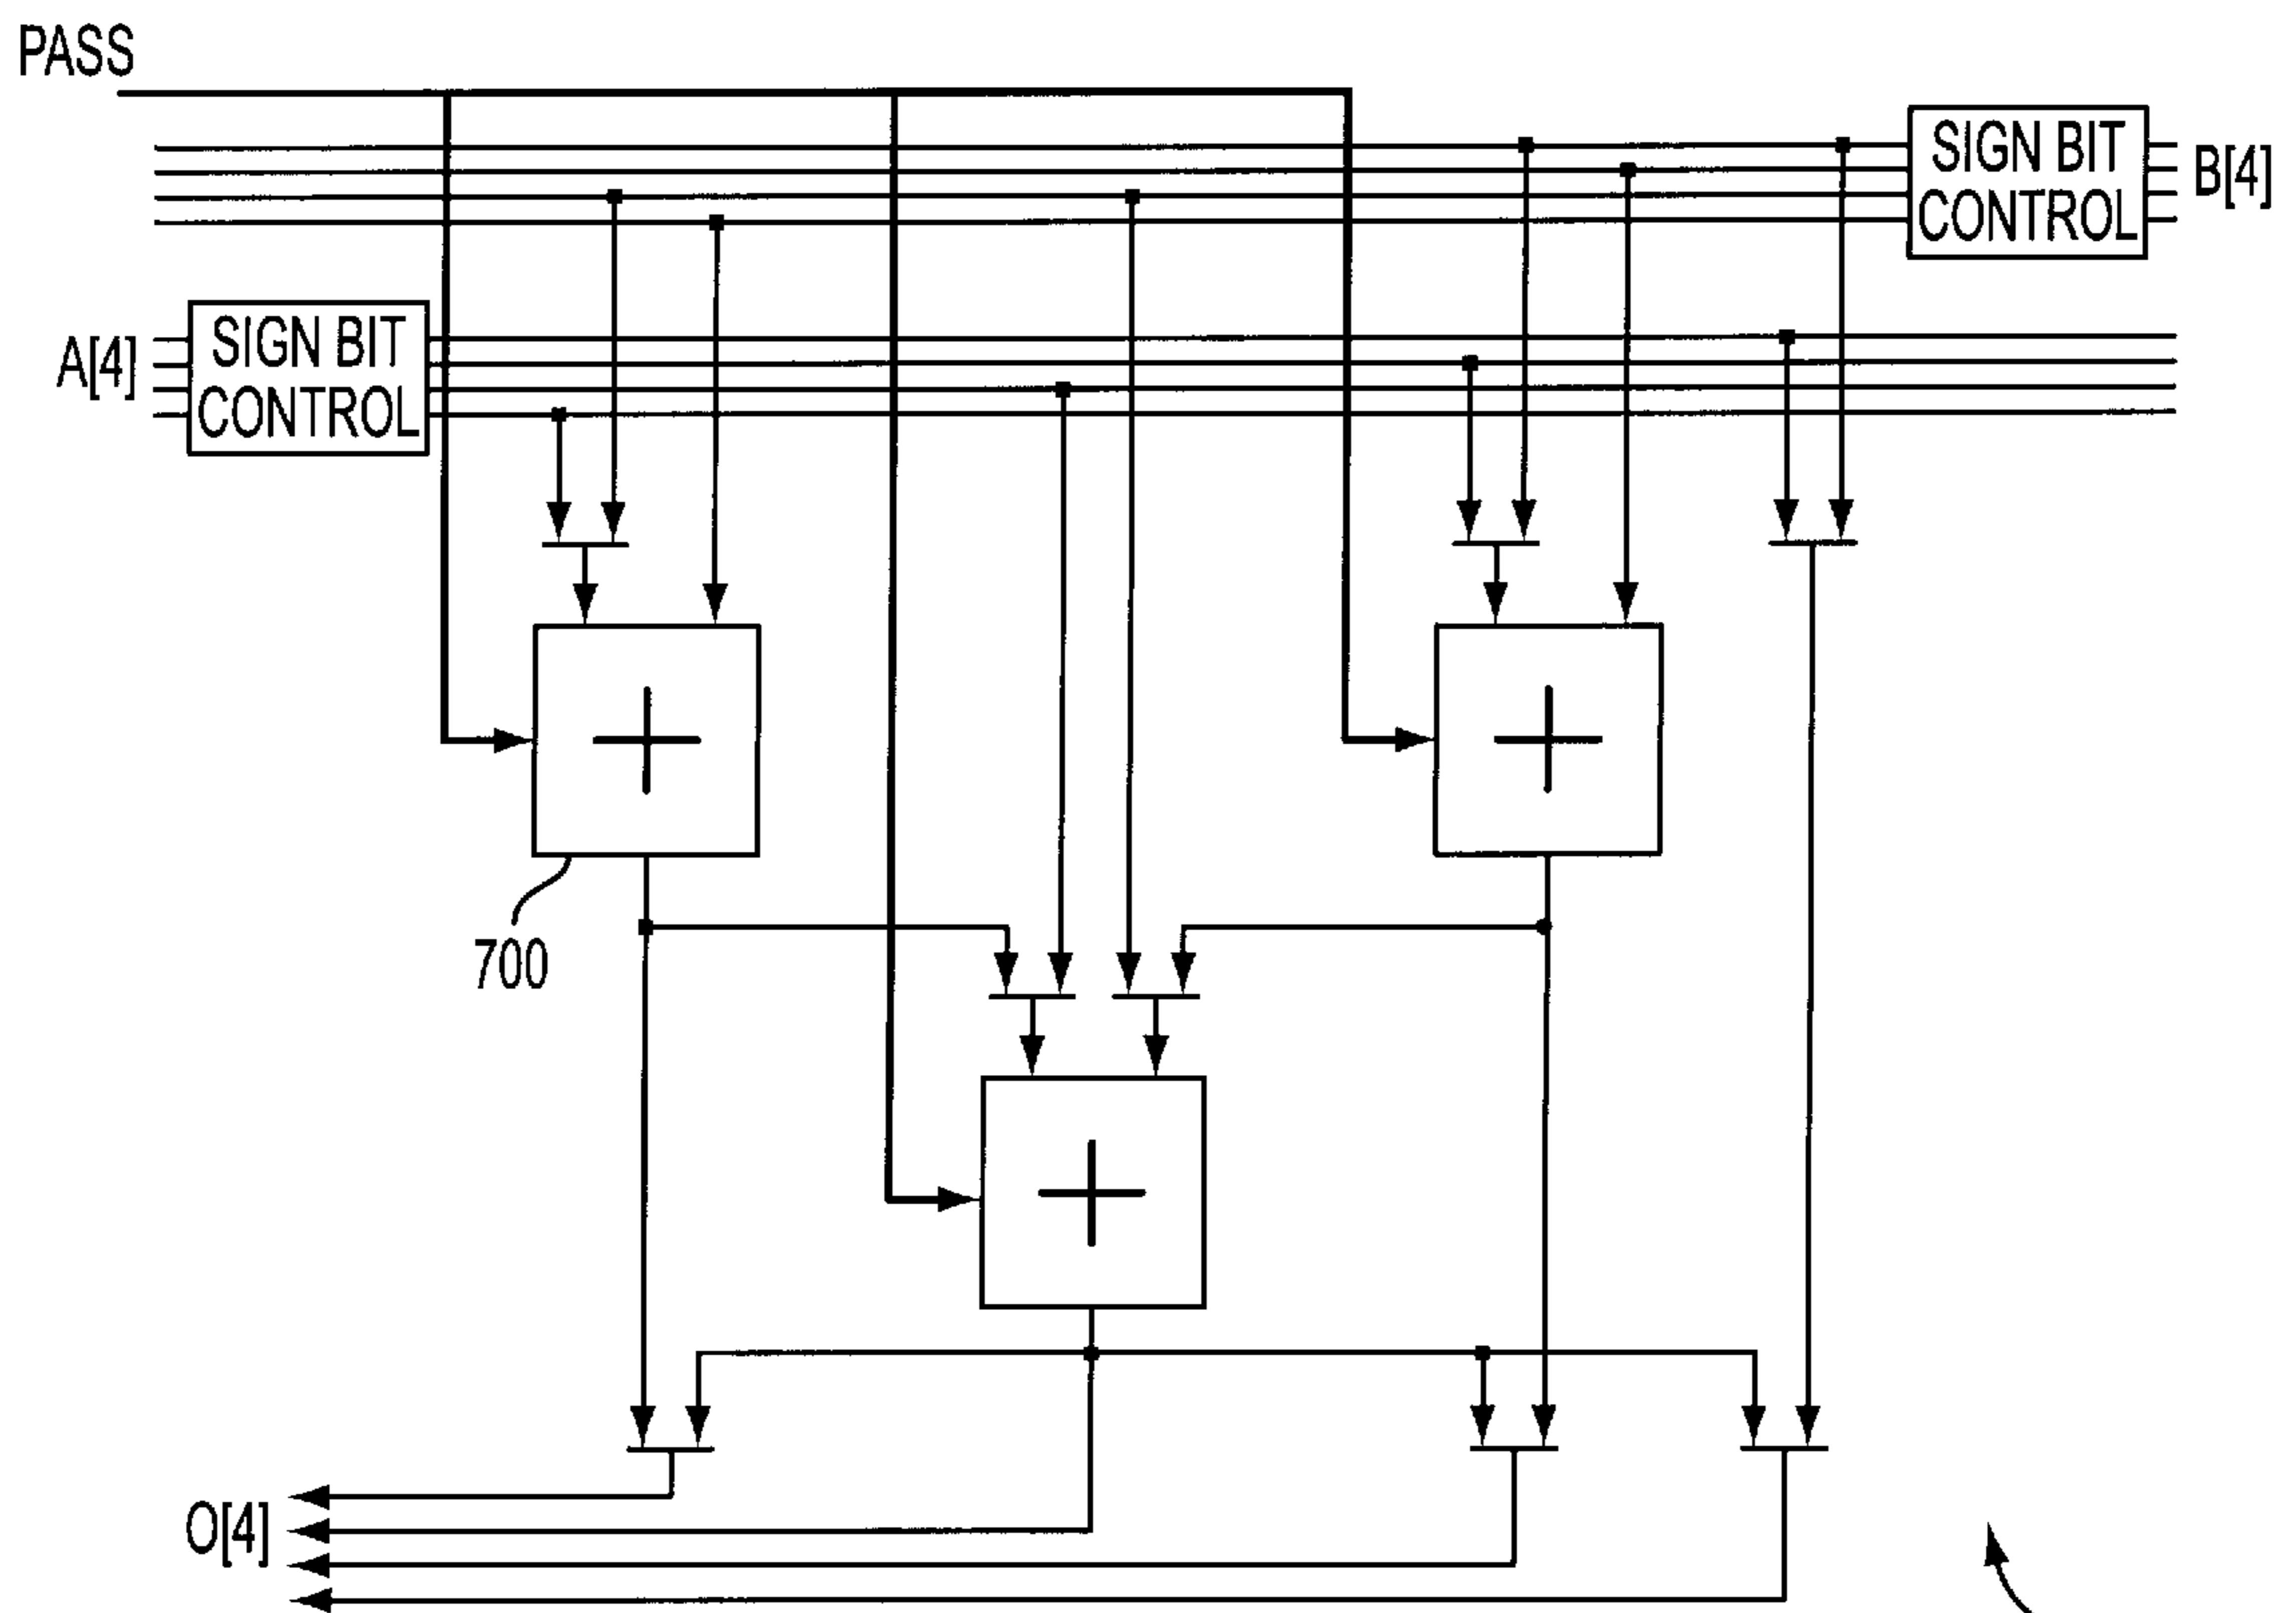 PASS
SIGN BIT
CONTROL
B[4]
A[4]
SIGN BIT
CONTROL
700
O[4]